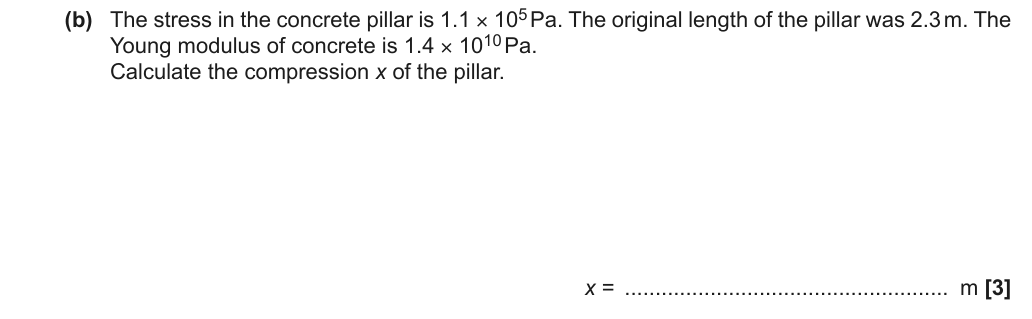 (b) The stress in the concrete pillar is 1.1 × 10⁵ Pa. The original length of the pillar was 2.3 m. The
Young modulus of concrete is 1.4 × 10¹⁰ Pa.
Calculate the compression x of the pillar.
x = ...................................................... m [3]